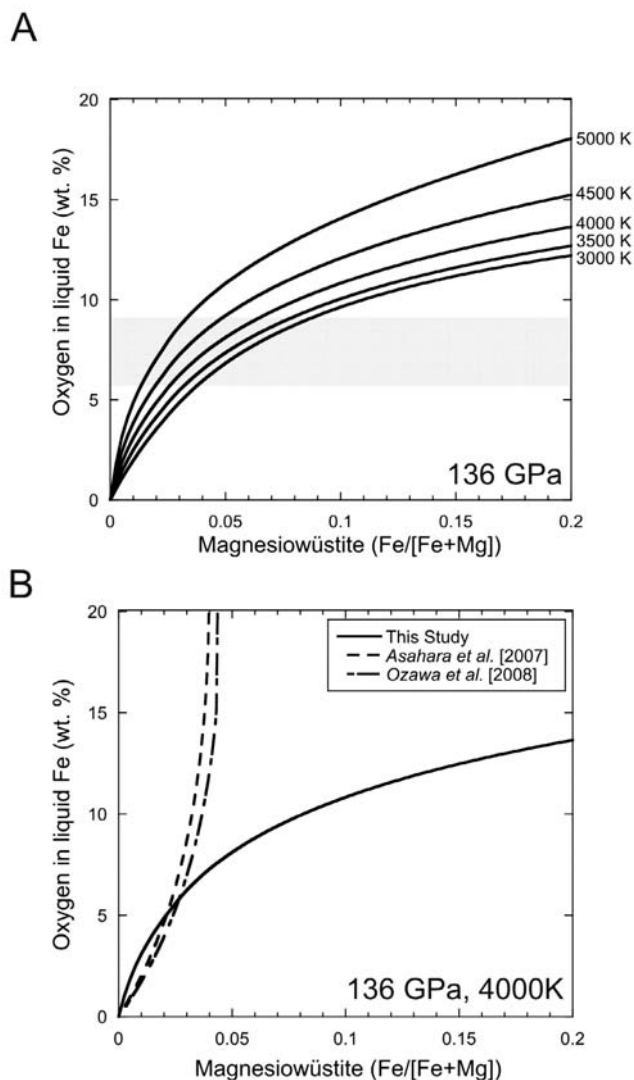 A
20
15
10
5
0
Oxygen in liquid Fe (wt. %)
5000 K
4500 K
4000 K
3500 K
3000 K
136 GPa
0 0.05 0.1 0.15 0.2
Magnesiowüstite (Fe/[Fe+Mg])
B
20
15
10
5
0
Oxygen in liquid Fe (wt. %)
This Study
Asahara et al. [2007]
Ozawa et al. [2008]
136 GPa, 4000K
0 0.05 0.1 0.15 0.2
Magnesiowüstite (Fe/[Fe+Mg])